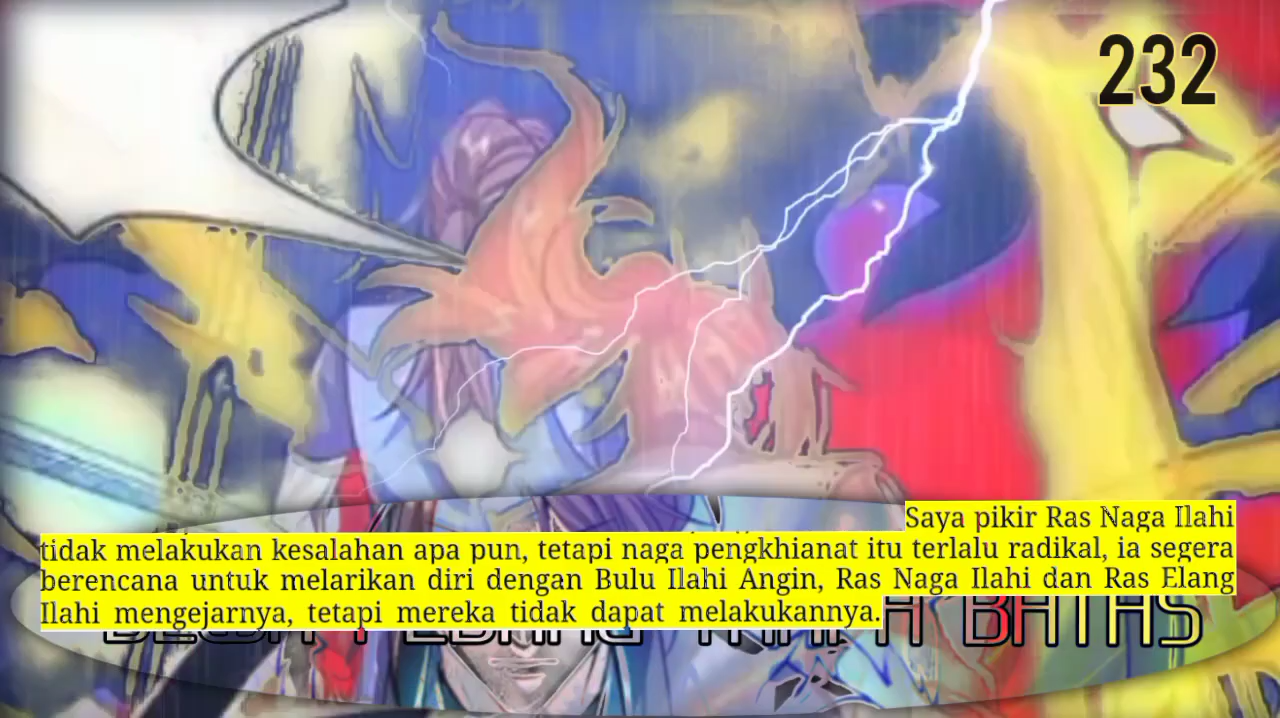 232
Saya pikir Ras Naga Ilahi
tidak melakukan kesalahan apa pun, tetapi naga pengkhianat itu terlalu radikal, ia segera
berencana untuk melarikan diri dengan Bulu Ilahi Angin, Ras Naga Ilahi dan Ras Elang
Ilahi mengejarnya, tetapi mereka tidak dapat melakukannya.
BATAS